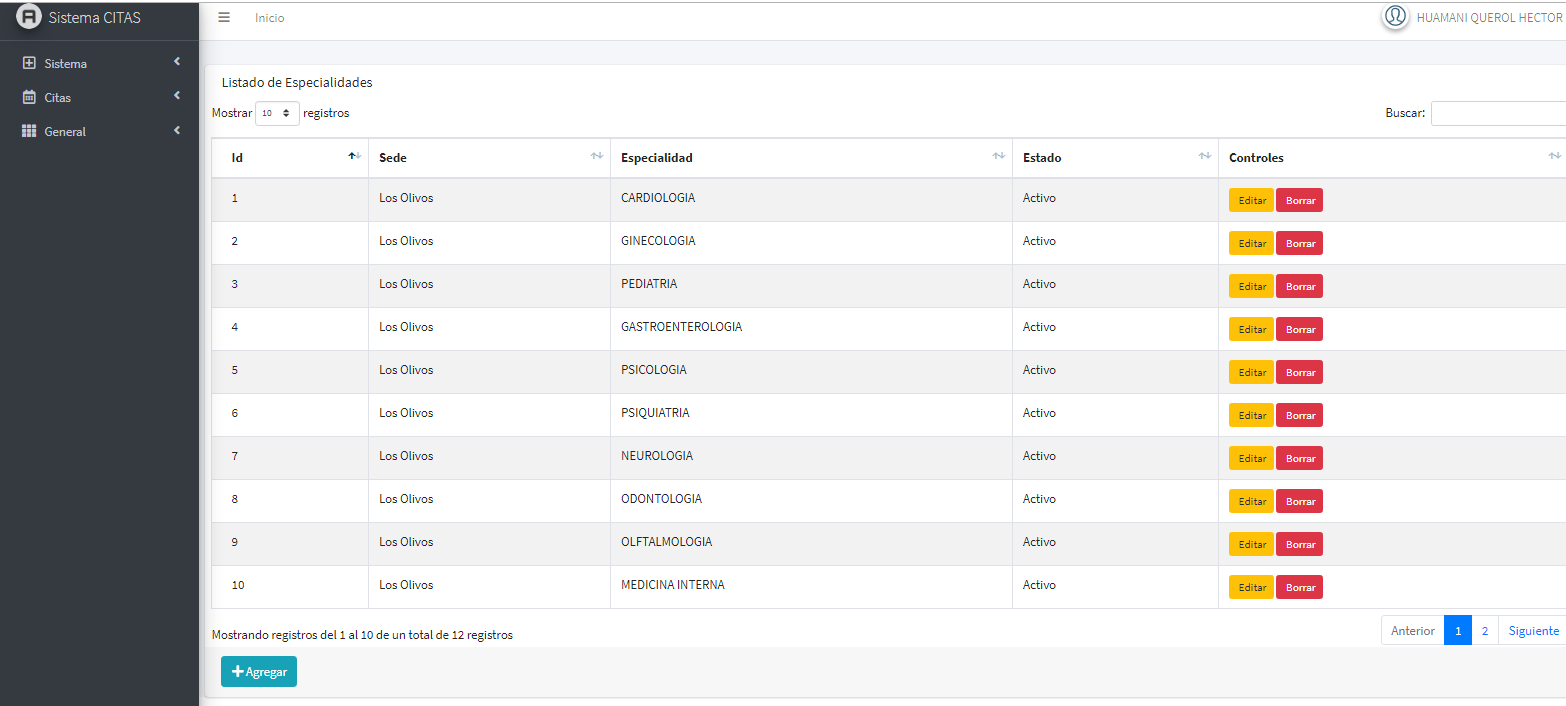 Sistema CITAS
Inicio
HUAMANI QUEROL HECTOR
Sistema
Citas
General
Listado de Especialidades
Mostrar 10 registros
Buscar:
Id Sede Especialidad Estado Controles
1 Los Olivos CARDIOLOGIA Activo Editar Borrar
2 Los Olivos GINECOLOGIA Activo Editar Borrar
3 Los Olivos PEDIATRIA Activo Editar Borrar
4 Los Olivos GASTROENTEROLOGIA Activo Editar Borrar
5 Los Olivos PSICOLOGIA Activo Editar Borrar
6 Los Olivos PSIQUIATRIA Activo Editar Borrar
7 Los Olivos NEUROLOGIA Activo Editar Borrar
8 Los Olivos ODONTOLOGIA Activo Editar Borrar
9 Los Olivos OLFTALMOLOGIA Activo Editar Borrar
10 Los Olivos MEDICINA INTERNA Activo Editar Borrar
Mostrando registros del 1 al 10 de un total de 12 registros
Anterior 1 2 Siguiente
Agregar